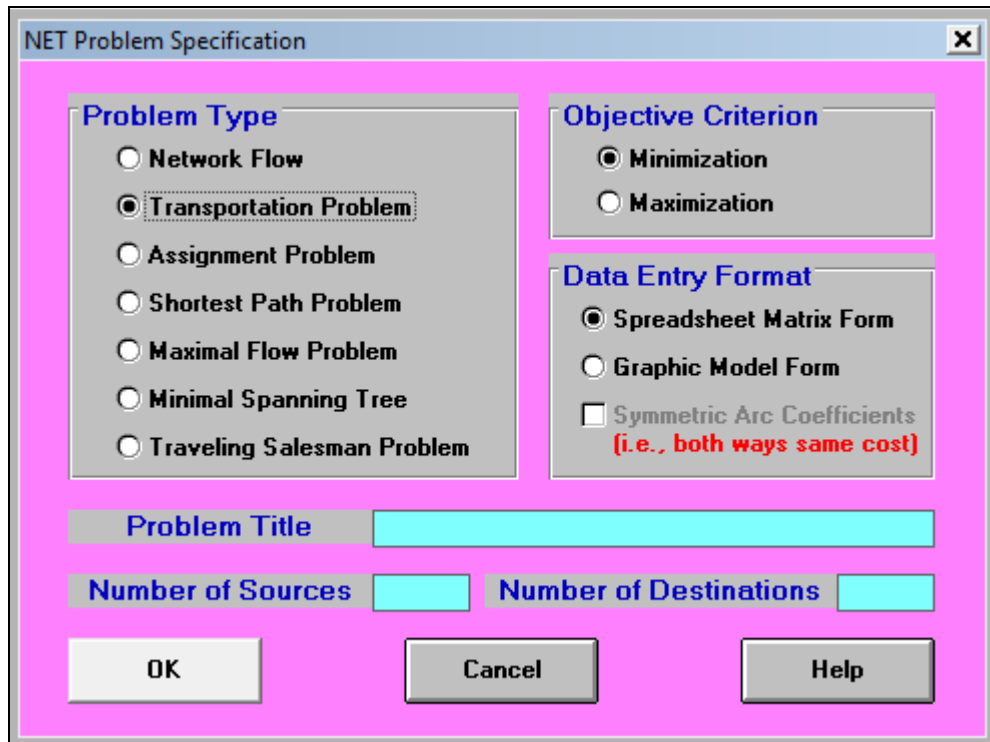 NET Problem Specification
Problem Type
Network Flow
Transportation Problem
Assignment Problem
Shortest Path Problem
Maximal Flow Problem
Minimal Spanning Tree
Traveling Salesman Problem
Objective Criterion
Minimization
Maximization
Data Entry Format
Spreadsheet Matrix Form
Graphic Model Form
Symmetric Arc Coefficients
(i.e., both ways same cost)
Problem Title
Number of Sources
Number of Destinations
OK
Cancel
Help